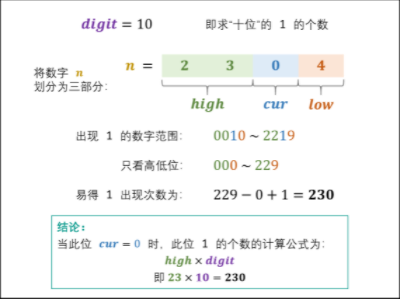 digit = 10 即求“十位”的 1 的个数
将数字 n
划分为三部分：
n = 2 3 0 4
high cur low
出现 1 的数字范围： 0010 ~ 2219
只看高低位： 000 ~ 229
易得 1 出现次数为： 229 − 0 + 1 = 230
结论：
当此位 cur = 0 时，此位 1 的个数的计算公式为：
high × digit
即 23 × 10 = 230